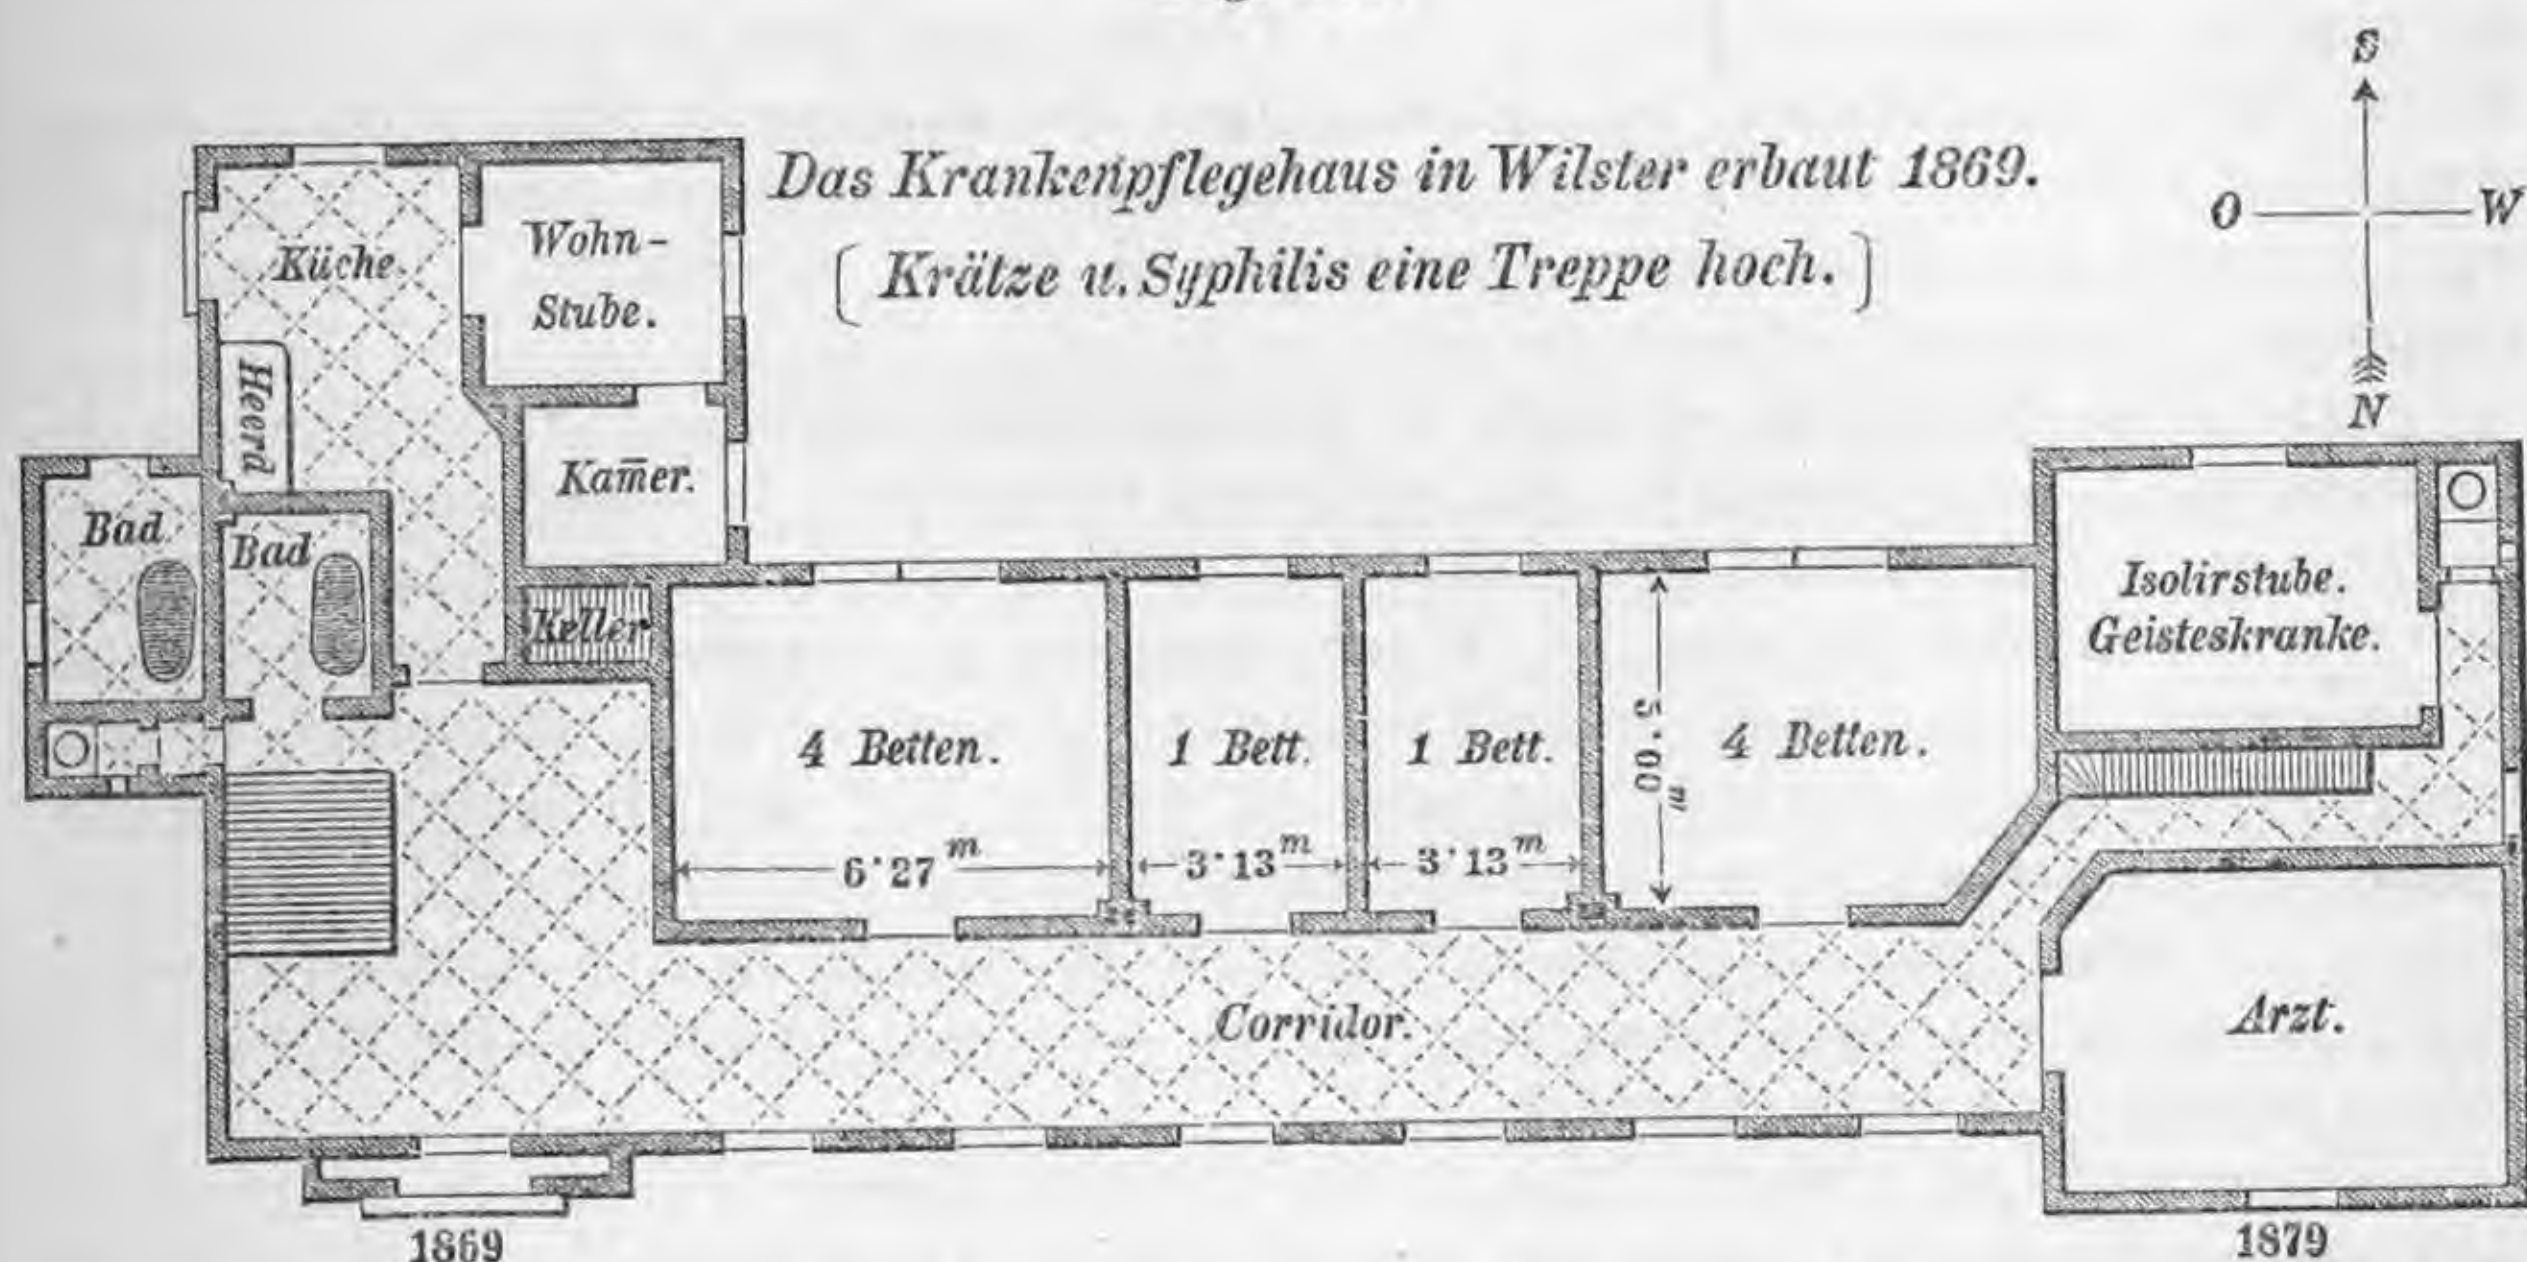 Das Krankenpflegehaus in Wilster erbaut 1869.
( Krätze u. Syphilis eine Treppe hoch. )
S
O
W
N
Küche.
Wohn-
Stube.
Heerd
Kam̅er.
Bad.
Bad
Keller
4 Betten.
6·27 m
1 Bett.
3·13 m
1 Bett.
3·13 m
4 Betten.
5·00 m
Isolirstube.
Geisteskranke.
Corridor.
Arzt.
1869
1879